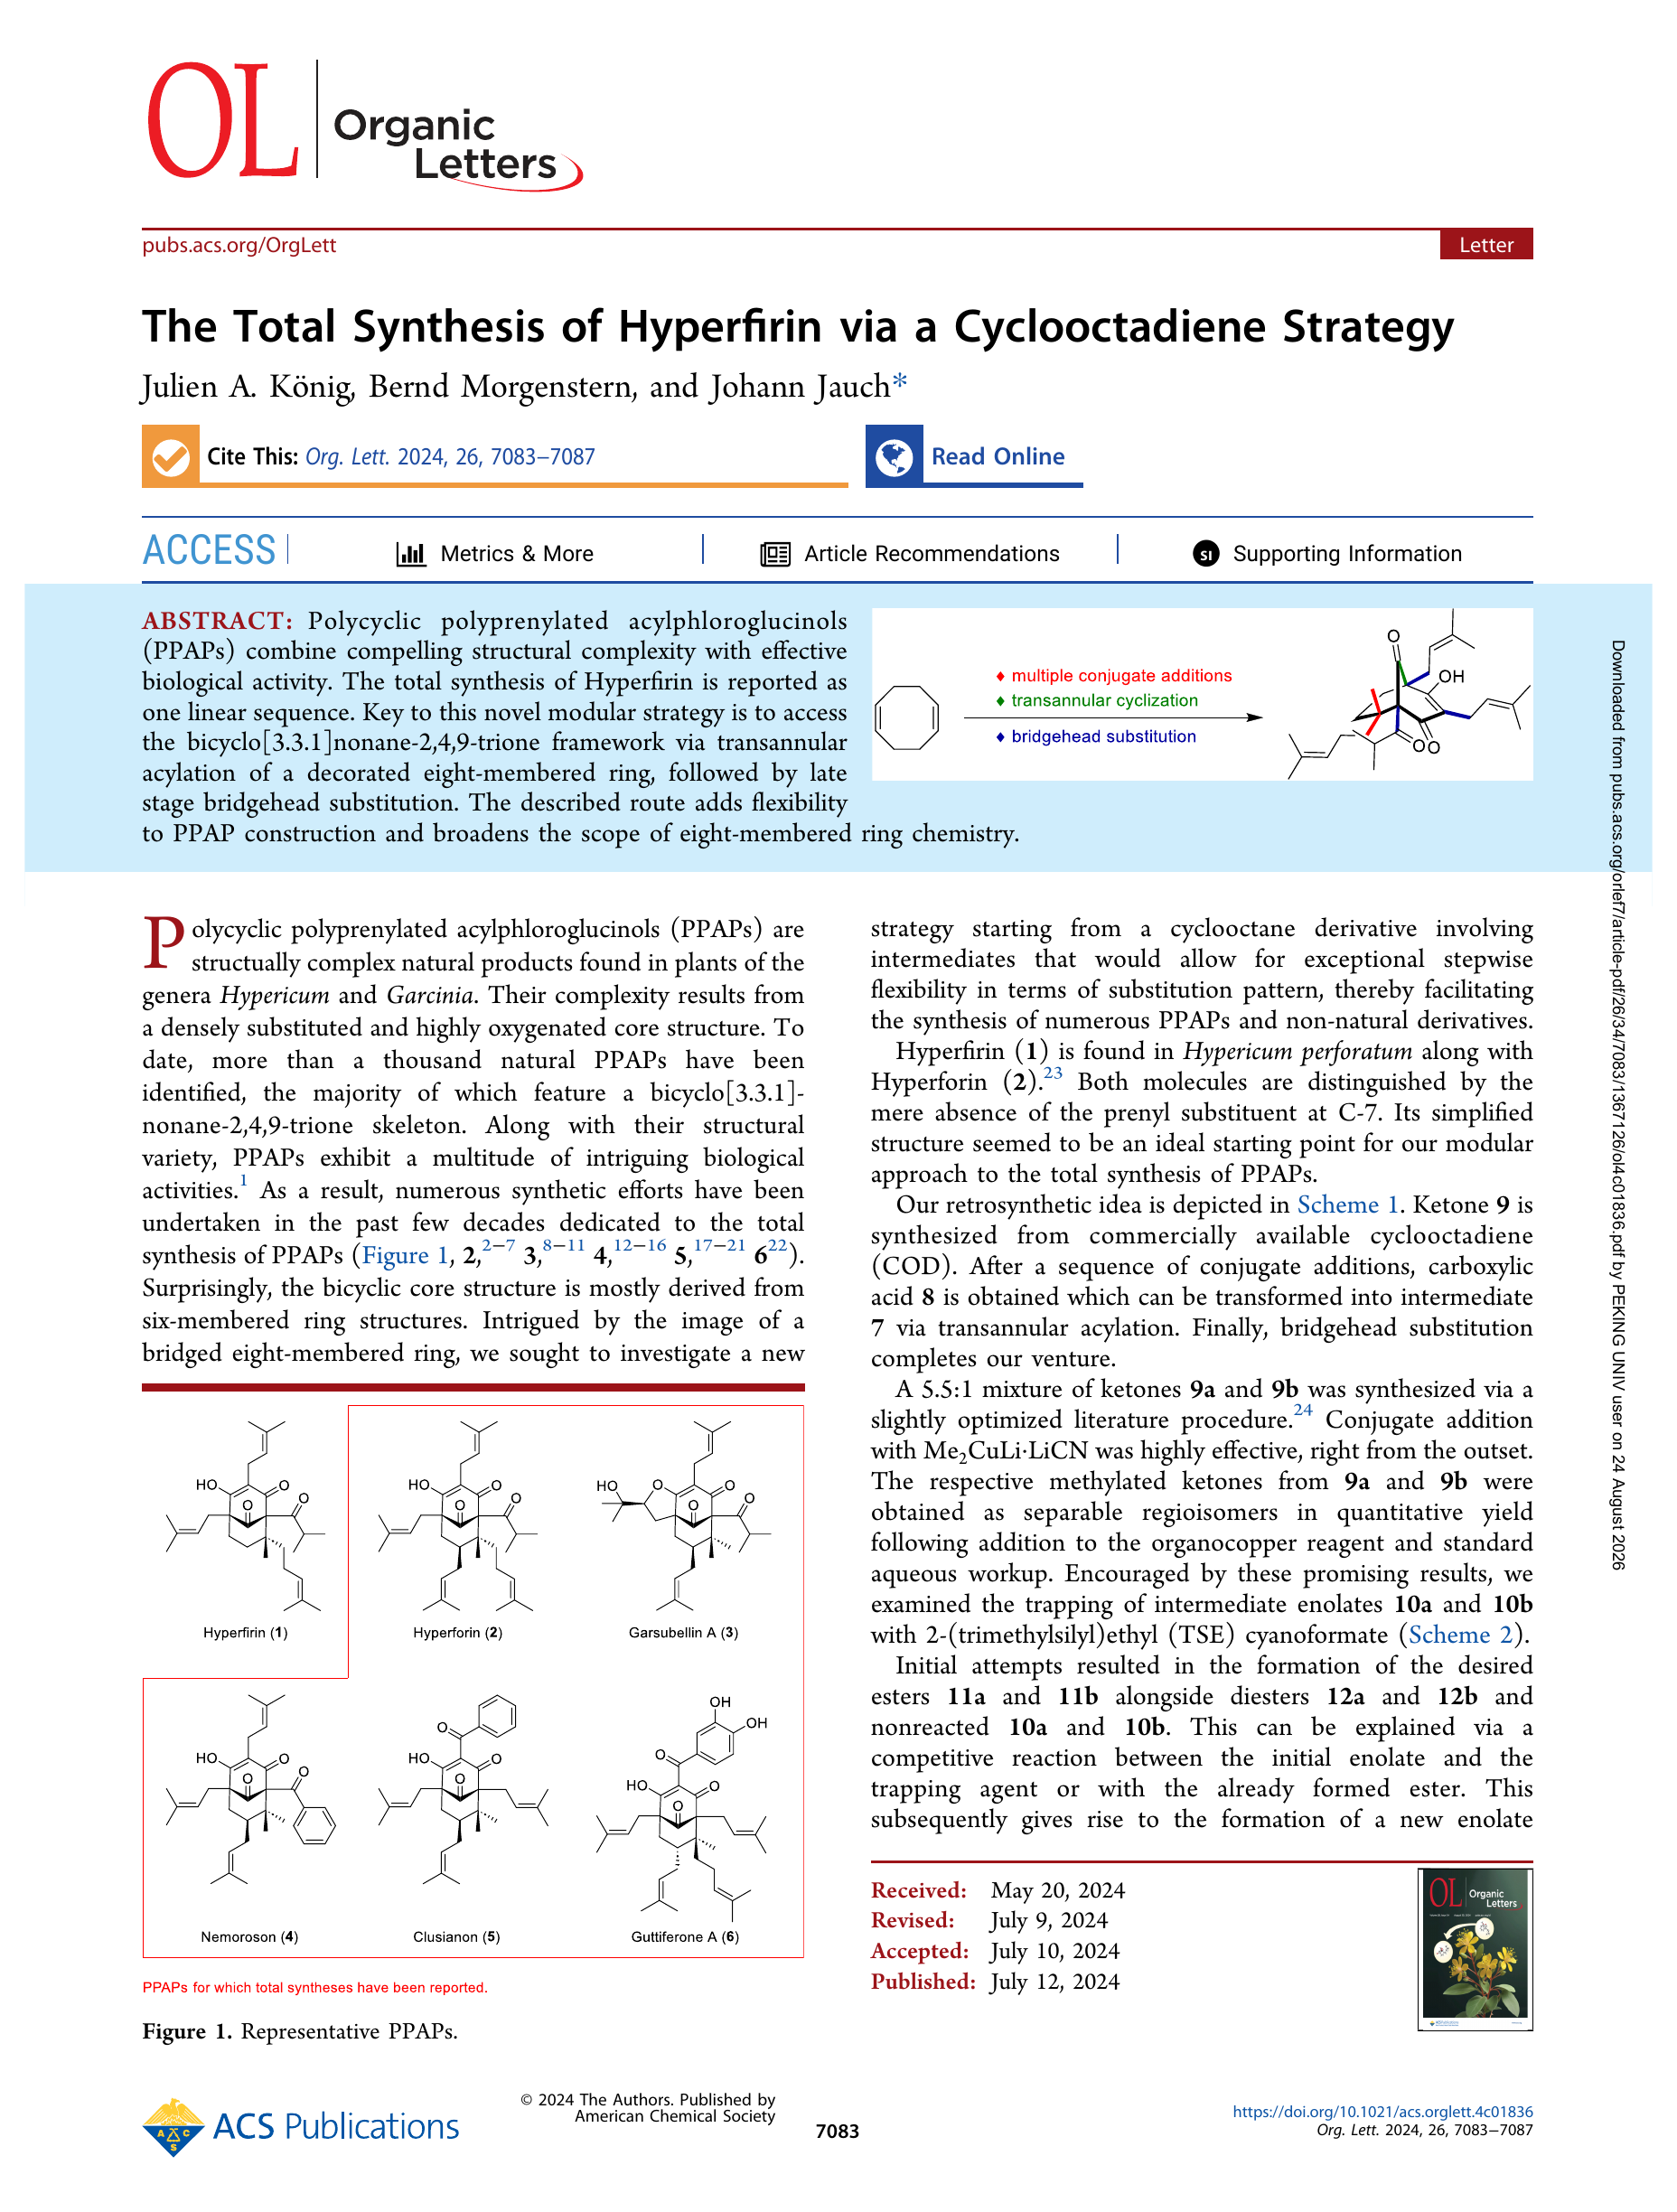 OL Organic
Letters
pubs.acs.org/OrgLett
Letter
The Total Synthesis of Hyperfirin via a Cyclooctadiene Strategy
Julien A. König, Bernd Morgenstern, and Johann Jauch*
Cite This: Org. Lett. 2024, 26, 7083−7087
Read Online
ACCESS
Metrics & More
Article Recommendations
SI Supporting Information
ABSTRACT: Polycyclic polyprenylated acylphloroglucinols
(PPAPs) combine compelling structural complexity with effective
biological activity. The total synthesis of Hyperfirin is reported as
one linear sequence. Key to this novel modular strategy is to access
the bicyclo[3.3.1]nonane-2,4,9-trione framework via transannular
acylation of a decorated eight-membered ring, followed by late
stage bridgehead substitution. The described route adds flexibility
to PPAP construction and broadens the scope of eight-membered ring chemistry.
♦ multiple conjugate additions
♦ transannular cyclization
♦ bridgehead substitution
O
OH
O
O
Polycyclic polyprenylated acylphloroglucinols (PPAPs) are
structually complex natural products found in plants of the
genera Hypericum and Garcinia. Their complexity results from
a densely substituted and highly oxygenated core structure. To
date, more than a thousand natural PPAPs have been
identified, the majority of which feature a bicyclo[3.3.1]-
nonane-2,4,9-trione skeleton. Along with their structural
variety, PPAPs exhibit a multitude of intriguing biological
activities.1 As a result, numerous synthetic efforts have been
undertaken in the past few decades dedicated to the total
synthesis of PPAPs (Figure 1, 2,2−7 3,8−11 4,12−16 5,17−21 622).
Surprisingly, the bicyclic core structure is mostly derived from
six-membered ring structures. Intrigued by the image of a
bridged eight-membered ring, we sought to investigate a new
HO
O
O
O
Hyperfirin (1)
HO
O
O
O
Hyperforin (2)
HO
O
O
O
O
Garsubellin A (3)
HO
O
O
O
Nemoroson (4)
O
HO
O
O
Clusianon (5)
OH
OH
O
HO
O
O
Guttiferone A (6)
PPAPs for which total syntheses have been reported.
Figure 1. Representative PPAPs.
strategy starting from a cyclooctane derivative involving
intermediates that would allow for exceptional stepwise
flexibility in terms of substitution pattern, thereby facilitating
the synthesis of numerous PPAPs and non-natural derivatives.
Hyperfirin (1) is found in Hypericum perforatum along with
Hyperforin (2).23 Both molecules are distinguished by the
mere absence of the prenyl substituent at C-7. Its simplified
structure seemed to be an ideal starting point for our modular
approach to the total synthesis of PPAPs.
Our retrosynthetic idea is depicted in Scheme 1. Ketone 9 is
synthesized from commercially available cyclooctadiene
(COD). After a sequence of conjugate additions, carboxylic
acid 8 is obtained which can be transformed into intermediate
7 via transannular acylation. Finally, bridgehead substitution
completes our venture.
A 5.5:1 mixture of ketones 9a and 9b was synthesized via a
slightly optimized literature procedure.24 Conjugate addition
with Me2CuLi·LiCN was highly effective, right from the outset.
The respective methylated ketones from 9a and 9b were
obtained as separable regioisomers in quantitative yield
following addition to the organocopper reagent and standard
aqueous workup. Encouraged by these promising results, we
examined the trapping of intermediate enolates 10a and 10b
with 2-(trimethylsilyl)ethyl (TSE) cyanoformate (Scheme 2).
Initial attempts resulted in the formation of the desired
esters 11a and 11b alongside diesters 12a and 12b and
nonreacted 10a and 10b. This can be explained via a
competitive reaction between the initial enolate and the
trapping agent or with the already formed ester. This
subsequently gives rise to the formation of a new enolate
Received: May 20, 2024
Revised: July 9, 2024
Accepted: July 10, 2024
Published: July 12, 2024
OL Organic
Letters
ACS Publications
© 2024 The Authors. Published by
American Chemical Society
7083
https://doi.org/10.1021/acs.orglett.4c01836
Org. Lett. 2024, 26, 7083−7087
Downloaded from pubs.acs.org/orlef7/article-pdf/26/34/7083/1367126/ol4c01836.pdf by PEKING UNIV user on 24 August 2026